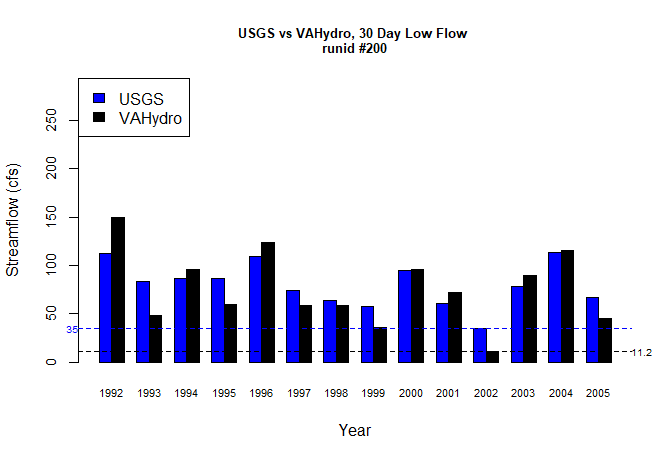 USGS vs VAHydro, 30 Day Low Flow
runid #200
USGS
VAHydro
Streamflow (cfs)
250
200
150
100
50
0
35
11.2
1992 1993 1994 1995 1996 1997 1998 1999 2000 2001 2002 2003 2004 2005
Year